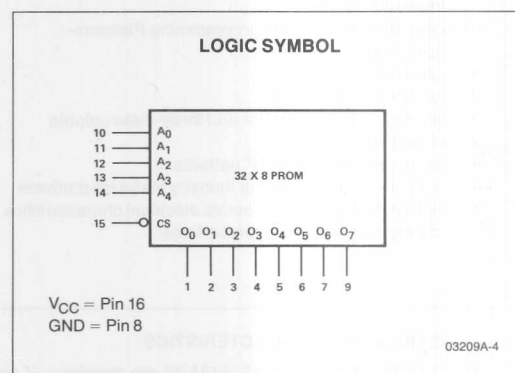 LOGIC SYMBOL
10 A0
11 A1
12 A2
13 A3
14 A4
32 X 8 PROM
15 CS
O0 O1 O2 O3 O4 O5 O6 O7
1 2 3 4 5 6 7 9
VCC = Pin 16
GND = Pin 8
03209A-4